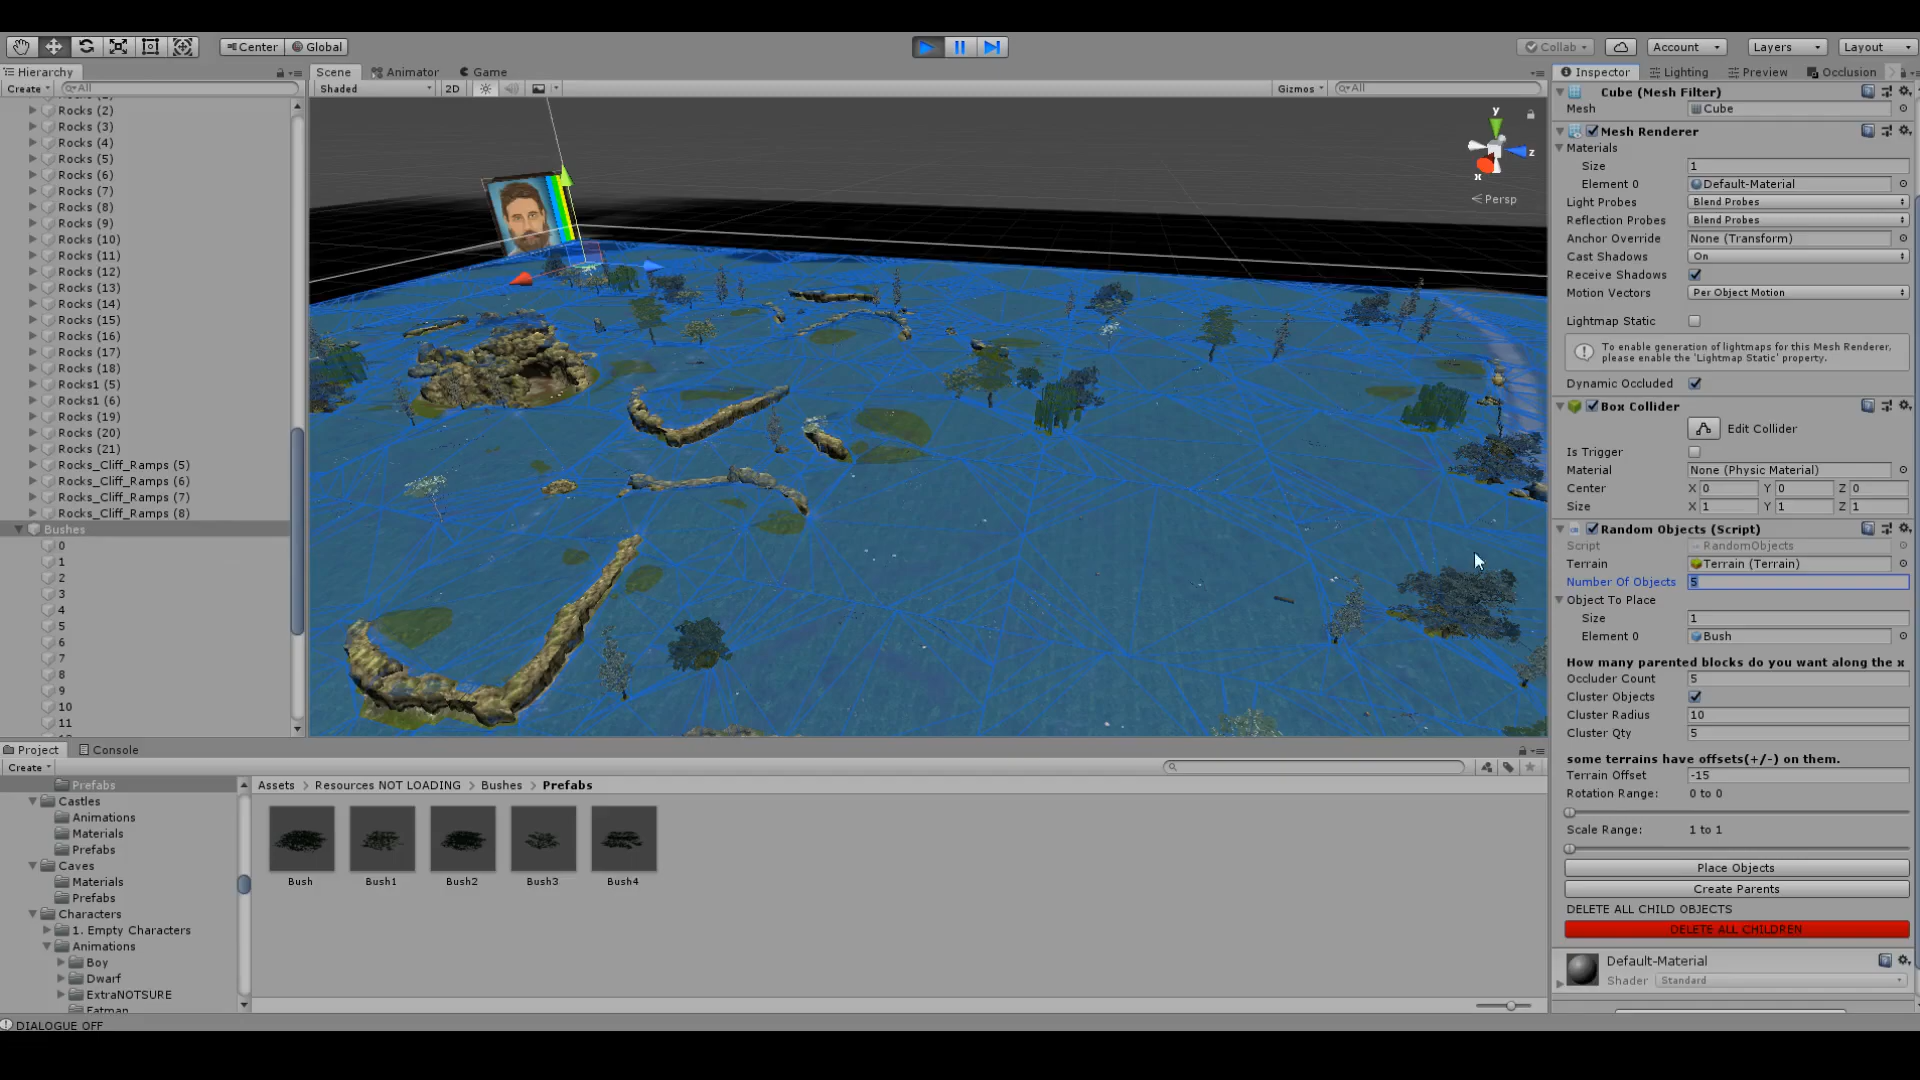 Center
Global
Collab
Account
Layers
Layout
Hierarchy
Create
All
Rocks (2)
Rocks (3)
Rocks (4)
Rocks (5)
Rocks (6)
Rocks (7)
Rocks (8)
Rocks (9)
Rocks (10)
Rocks (11)
Rocks (12)
Rocks (13)
Rocks (14)
Rocks (15)
Rocks (16)
Rocks (17)
Rocks (18)
Rocks1 (5)
Rocks1 (6)
Rocks (19)
Rocks (20)
Rocks (21)
Rocks_Cliff_Ramps (5)
Rocks_Cliff_Ramps (6)
Rocks_Cliff_Ramps (7)
Rocks_Cliff_Ramps (8)
Bushes
0
1
2
3
4
5
6
7
8
9
10
11
Scene
Animator
Game
Shaded
2D
Gizmos
All
y
z
x
Persp
Inspector
Lighting
Preview
Occlusion
Cube (Mesh Filter)
Mesh Cube
Mesh Renderer
Materials
Size 1
Element 0 Default-Material
Light Probes Blend Probes
Reflection Probes Blend Probes
Anchor Override None (Transform)
Cast Shadows On
Receive Shadows
Motion Vectors Per Object Motion
Lightmap Static
To enable generation of lightmaps for this Mesh Renderer,
please enable the 'Lightmap Static' property.
Dynamic Occluded
Box Collider
Edit Collider
Is Trigger
Material None (Physic Material)
Center X 0 Y 0 Z 0
Size X 1 Y 1 Z 1
Random Objects (Script)
Script RandomObjects
Terrain Terrain (Terrain)
Number Of Objects 5
Object To Place
Size 1
Element 0 Bush
How many parented blocks do you want along the x
Occluder Count 5
Cluster Objects
Cluster Radius 10
Cluster Qty 5
some terrains have offsets(+/-) on them.
Terrain Offset -15
Rotation Range: 0 to 0
Scale Range: 1 to 1
Place Objects
Create Parents
DELETE ALL CHILD OBJECTS
DELETE ALL CHILDREN
Default-Material
Shader Standard
Project
Console
Create
Prefabs
Castles
Animations
Materials
Prefabs
Caves
Materials
Prefabs
Characters
1. Empty Characters
Animations
Boy
Dwarf
ExtraNOTSURE
Fatman
Assets
Resources NOT LOADING
Bushes
Prefabs
Bush
Bush1
Bush2
Bush3
Bush4
DIALOGUE OFF